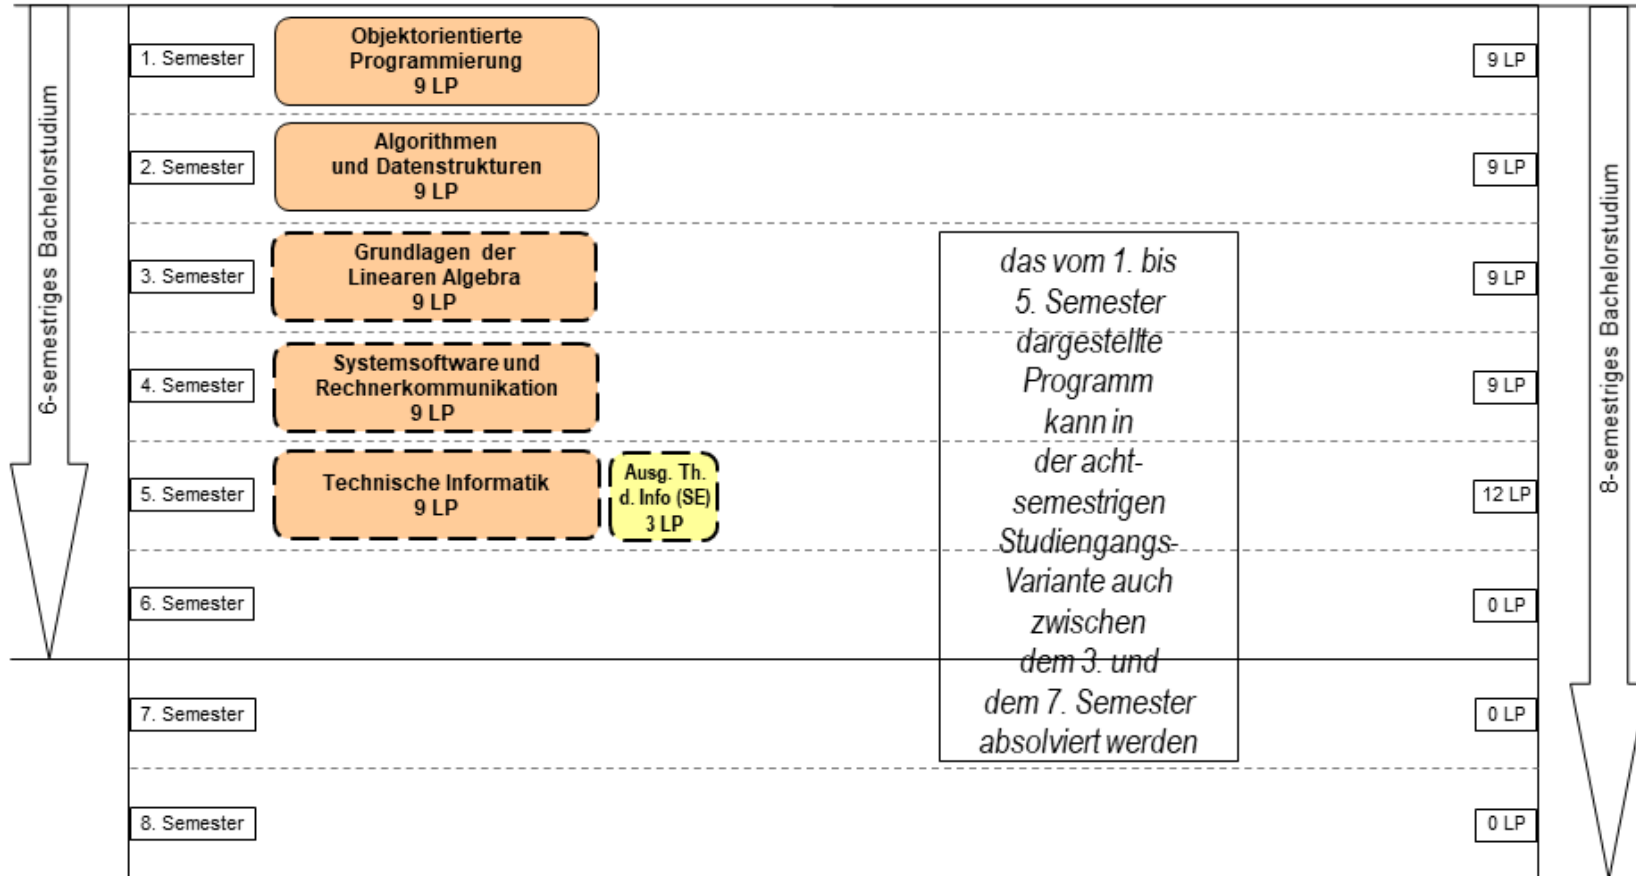 6-semestriges Bachelorstudium
1. Semester
Objektorientierte
Programmierung
9 LP
9 LP
2. Semester
Algorithmen
und Datenstrukturen
9 LP
9 LP
3. Semester
Grundlagen der
Linearen Algebra
9 LP
9 LP
4. Semester
Systemsoftware und
Rechnerkommunikation
9 LP
9 LP
5. Semester
Technische Informatik
9 LP
Ausg. Th.
d. Info (SE)
3 LP
12 LP
6. Semester
0 LP
7. Semester
0 LP
8. Semester
0 LP
das vom 1. bis
5. Semester
dargestellte
Programm
kann in
der acht-
semestrigen
Studiengangs-
Variante auch
zwischen
dem 3. und
dem 7. Semester
absolviert werden
8-semestriges Bachelorstudium